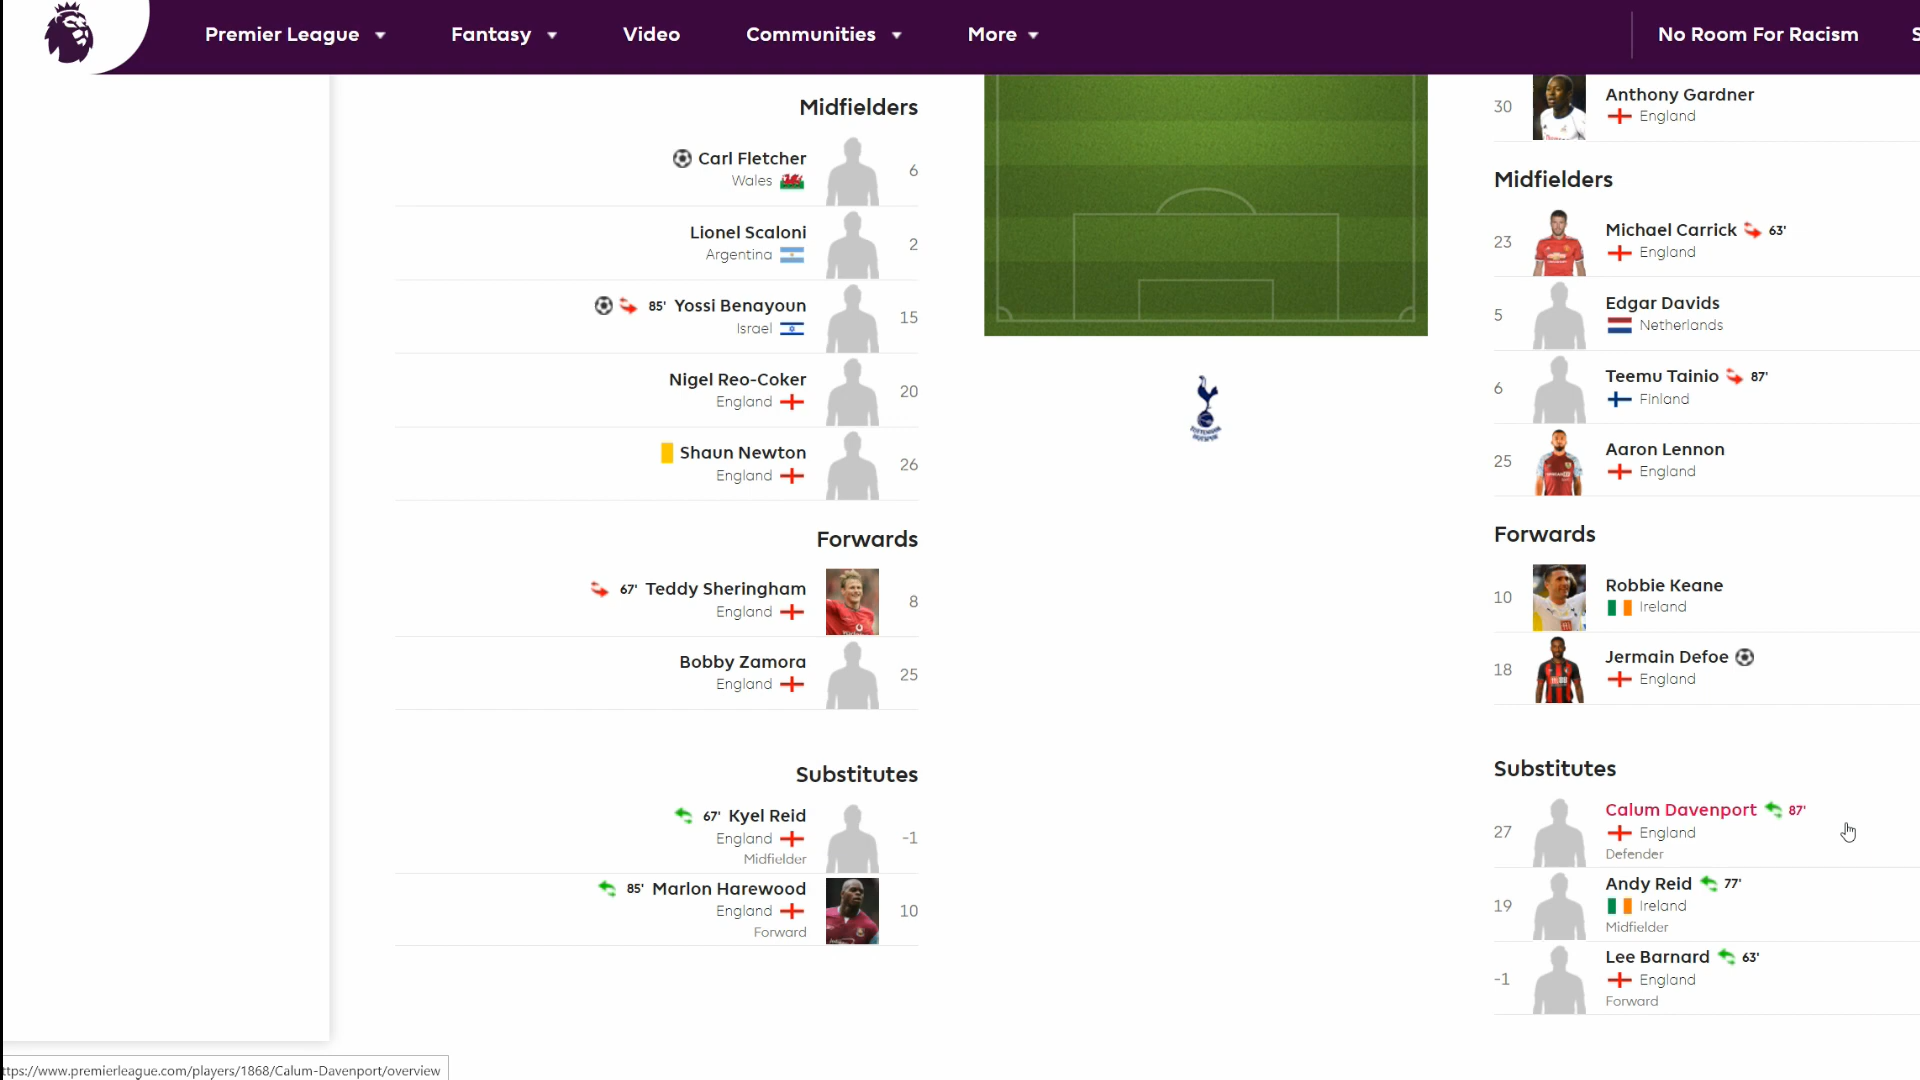 Premier League
Fantasy
Video
Communities
More
No Room For Racism
S
Midfielders
Carl Fletcher
Wales
6
Lionel Scaloni
Argentina
2
85' Yossi Benayoun
Israel
15
Nigel Reo-Coker
England
20
Shaun Newton
England
26
Forwards
67' Teddy Sheringham
England
8
Bobby Zamora
England
25
Substitutes
67' Kyel Reid
England
Midfielder
-1
85' Marlon Harewood
England
Forward
10
TOTTENHAM
HOTSPUR
30
Anthony Gardner
England
Midfielders
23
Michael Carrick 63'
England
5
Edgar Davids
Netherlands
6
Teemu Tainio 87'
Finland
25
Aaron Lennon
England
Forwards
10
Robbie Keane
Ireland
18
Jermain Defoe
England
Substitutes
27
Calum Davenport 87'
England
Defender
19
Andy Reid 77'
Ireland
Midfielder
-1
Lee Barnard 63'
England
Forward
ttps://www.premierleague.com/players/1868/Calum-Davenport/overview